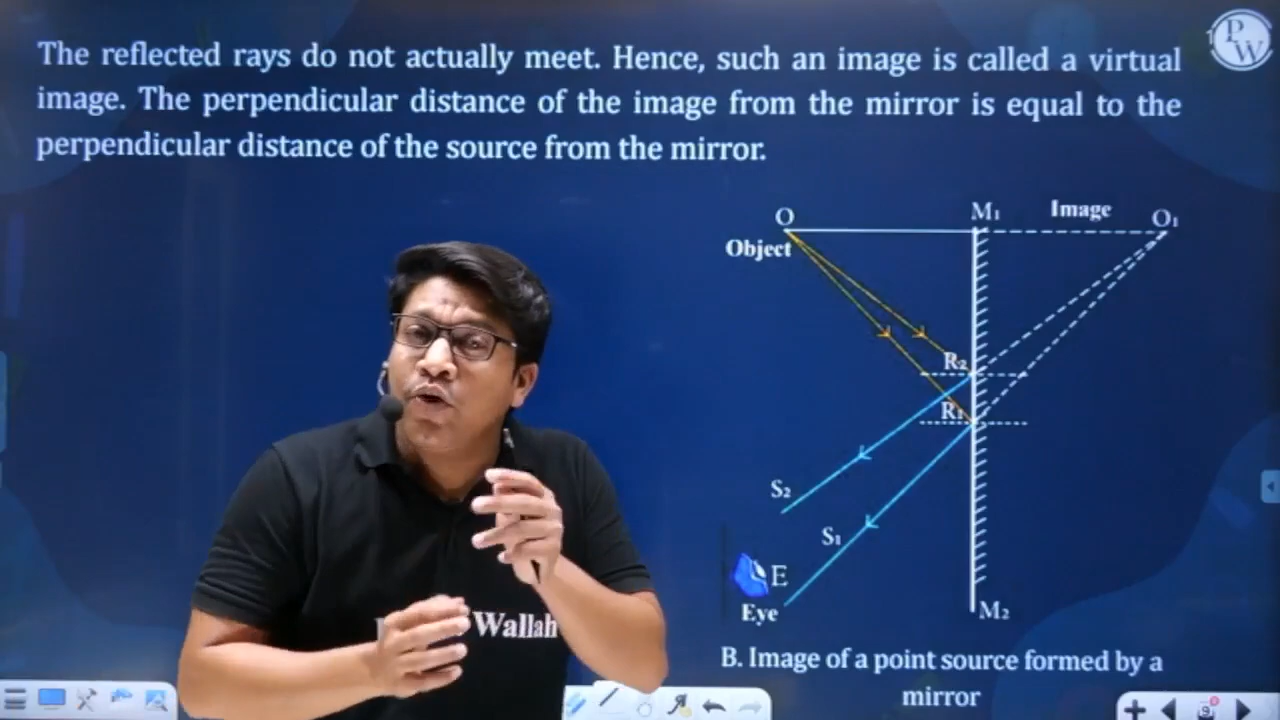 The reflected rays do not actually meet. Hence, such an image is called a virtual
image. The perpendicular distance of the image from the mirror is equal to the
perpendicular distance of the source from the mirror.
P
W
O
M₁
Image
O₁
Object
R₂
R₁
S₂
S₁
E
Eye
M₂
Wallah
B. Image of a point source formed by a
mirror